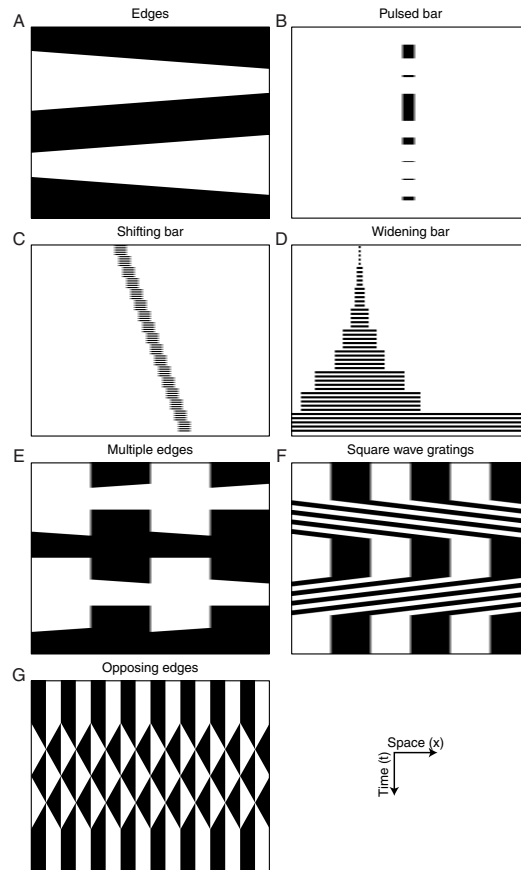 A Edges
B Pulsed bar
C Shifting bar
D Widening bar
E Multiple edges
F Square wave gratings
G Opposing edges
Space (x)
Time (t)